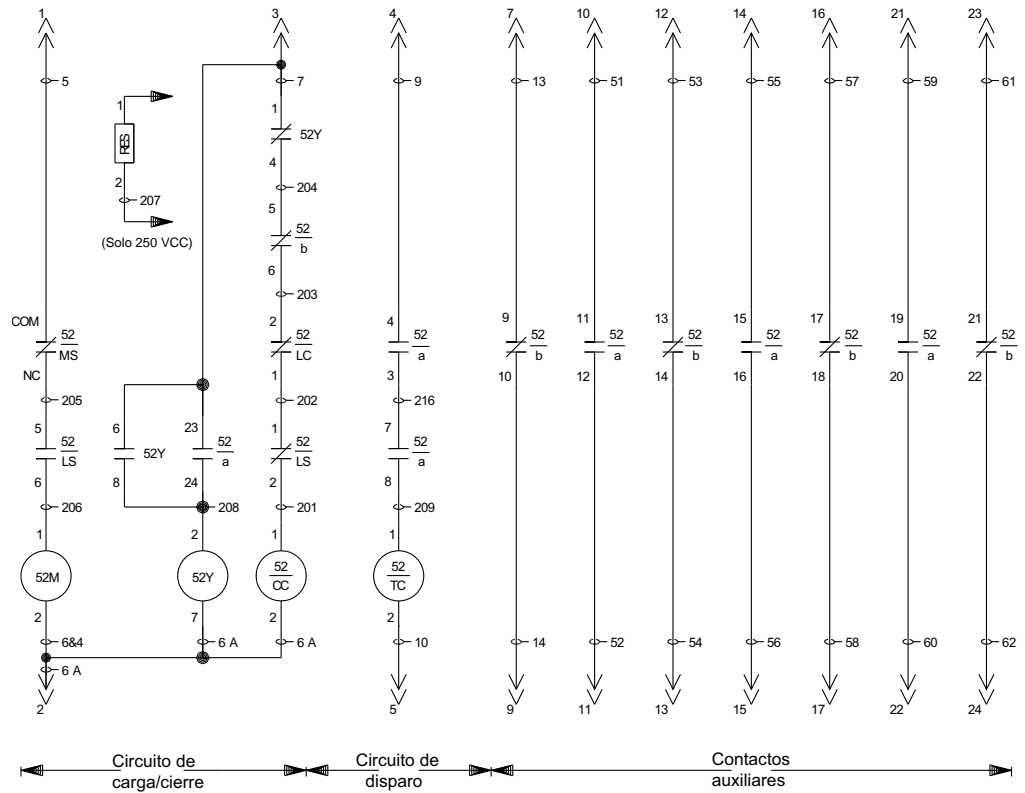 1 3 4 7 10 12 14 16 21 23
5 7 9 13 51 53 55 57 59 61
1 1
RES 52Y
4
2 204
207 5
(Solo 250 VCC) 52
b
6
203
COM 2 4 9 11 13 15 17 19 21
52 52 52 52 52 52 52 52 52 52
MS LC a b a b a b a b
NC 1 3 10 12 14 16 18 20 22
205 202 216
5 6 23 1 7
52 52Y 52 52 52
LS a LS a
6 8 24 2 8
206 208 201 209
1 2 1 1
52M 52Y 52 52
CC TC
2 7 2 2
6&4 6 A 6 A 10 14 52 54 56 58 60 62
6 A
2 5 9 11 13 15 17 22 24
Circuito de Circuito de Contactos
carga/cierre disparo auxiliares